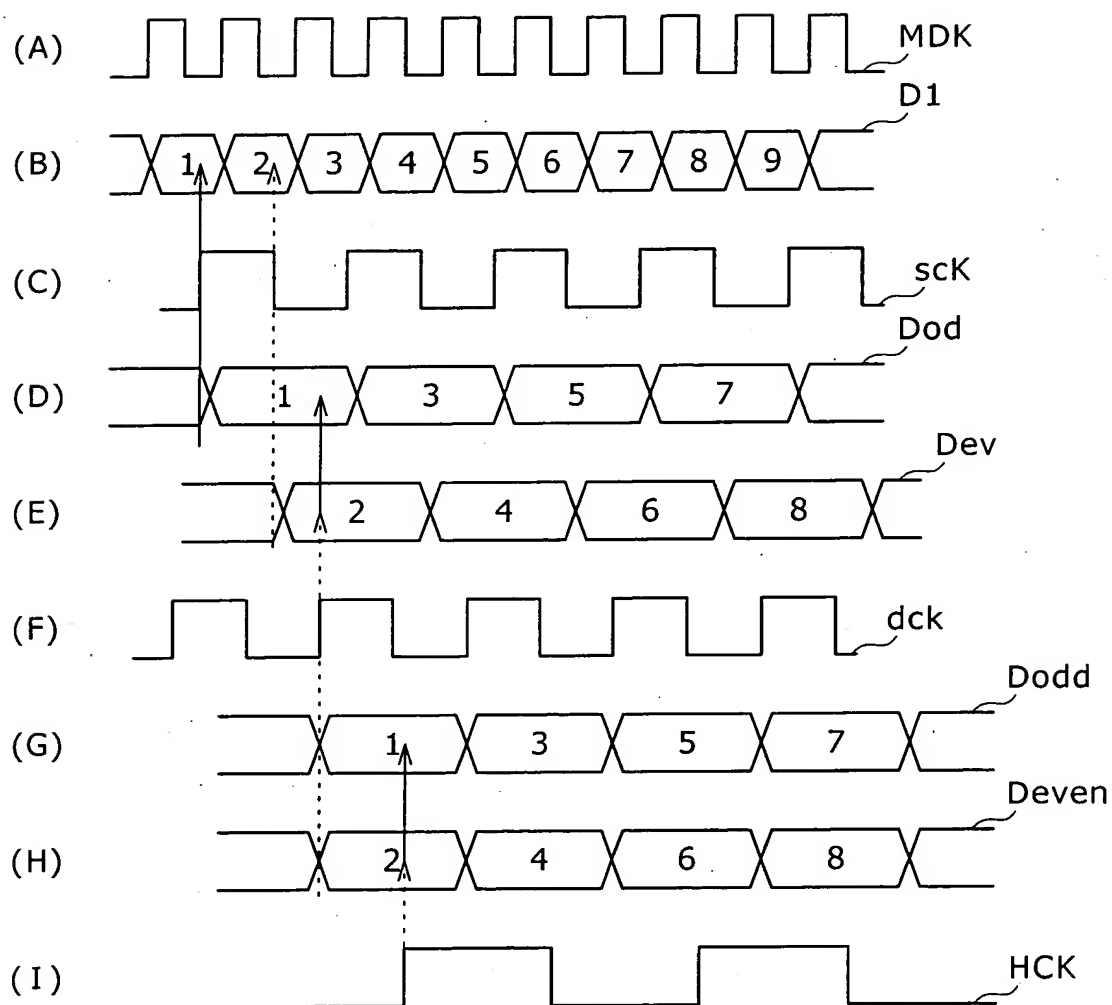 (A) MDK
D1
(B) 1 2 3 4 5 6 7 8 9
(C) scK
Dod
(D) 1 3 5 7
Dev
(E) 2 4 6 8
(F) dck
Dodd
(G) 1 3 5 7
Deven
(H) 2 4 6 8
(I) HCK